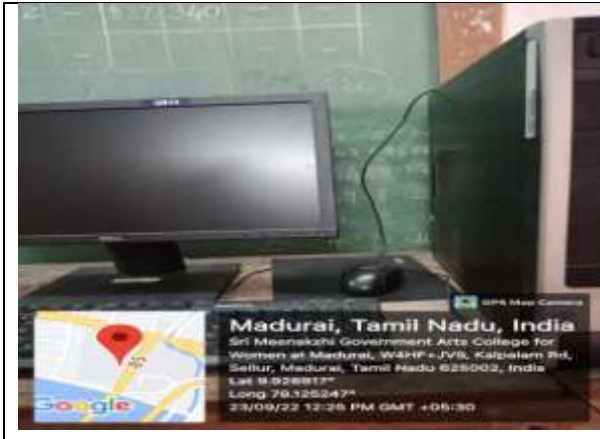 GPS Map Camera
Madurai, Tamil Nadu, India
Sri Meenakshi Government Arts College for
Women at Madurai, W4HF+JV9, Kalpalam Rd,
Sellur, Madurai, Tamil Nadu 625002, India
Lat 9.926917°
Long 78.125247°
23/09/22 12:25 PM GMT +05:30
Google